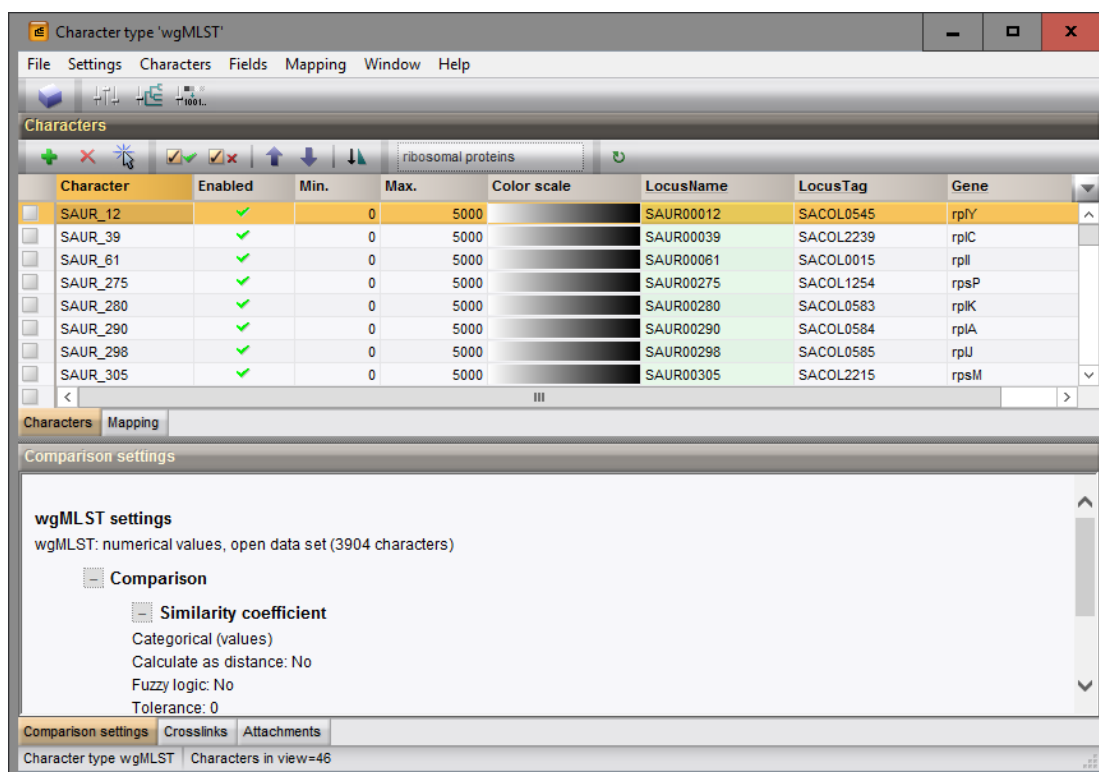 Character type 'wgMLST'
File Settings Characters Fields Mapping Window Help
Characters
ribosomal proteins
Character Enabled Min. Max. Color scale LocusName LocusTag Gene
SAUR_12 0 5000 SAUR00012 SACOL0545 rplY
SAUR_39 0 5000 SAUR00039 SACOL2239 rplC
SAUR_61 0 5000 SAUR00061 SACOL0015 rplI
SAUR_275 0 5000 SAUR00275 SACOL1254 rpsP
SAUR_280 0 5000 SAUR00280 SACOL0583 rplK
SAUR_290 0 5000 SAUR00290 SACOL0584 rplA
SAUR_298 0 5000 SAUR00298 SACOL0585 rplJ
SAUR_305 0 5000 SAUR00305 SACOL2215 rpsM
Characters Mapping
Comparison settings
wgMLST settings
wgMLST: numerical values, open data set (3904 characters)
Comparison
Similarity coefficient
Categorical (values)
Calculate as distance: No
Fuzzy logic: No
Tolerance: 0
Comparison settings Crosslinks Attachments
Character type wgMLST Characters in view=46